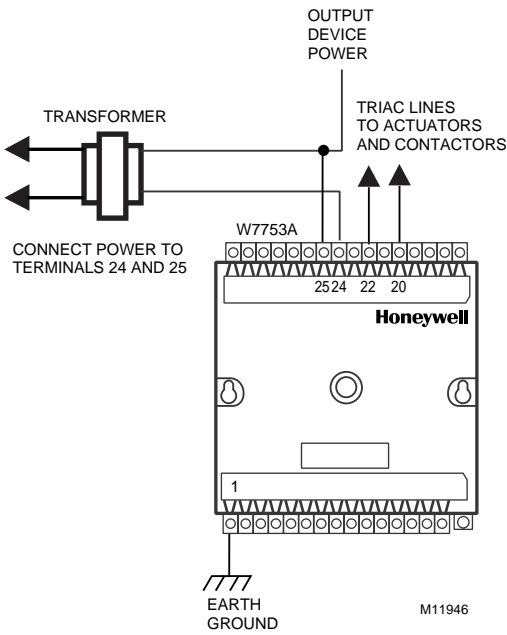 OUTPUT
DEVICE
POWER
TRANSFORMER
TRIAC LINES
TO ACTUATORS
AND CONTACTORS
W7753A
CONNECT POWER TO
TERMINALS 24 AND 25
25 24 22 20
Honeywell
1
EARTH
GROUND
M11946